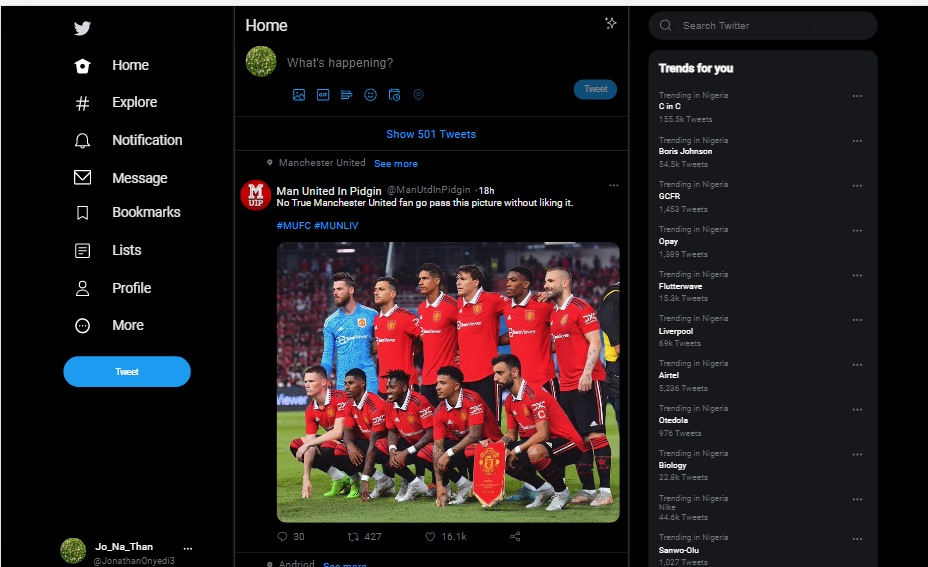 Home
Explore
Notification
Message
Bookmarks
Lists
Profile
More
Tweet
Jo_Na_Than
@JonathanOnyedi3
Home
What's happening?
GIF
Tweet
Show 501 Tweets
Manchester United See more
Man United In Pidgin @ManUtdInPidgin · 18h
No True Manchester United fan go pass this picture without liking it.
#MUFC #MUNLIV
M
UIP
30 427 16.1k
Andriod See more
Search Twitter
Trends for you
Trending in Nigeria
C in C
155.5k Tweets
Trending in Nigeria
Boris Johnson
54.5k Tweets
Trending in Nigeria
GCFR
1,453 Tweets
Trending in Nigeria
Opay
1,389 Tweets
Trending in Nigeria
Flutterwave
15.3k Tweets
Trending in Nigeria
Liverpool
69k Tweets
Trending in Nigeria
Airtel
5,236 Tweets
Trending in Nigeria
Otedola
976 Tweets
Trending in Nigeria
Biology
22.8k Tweets
Trending in Nigeria
Nike
44.6k Tweets
Trending in Nigeria
Sanwo-Olu
1,027 Tweets